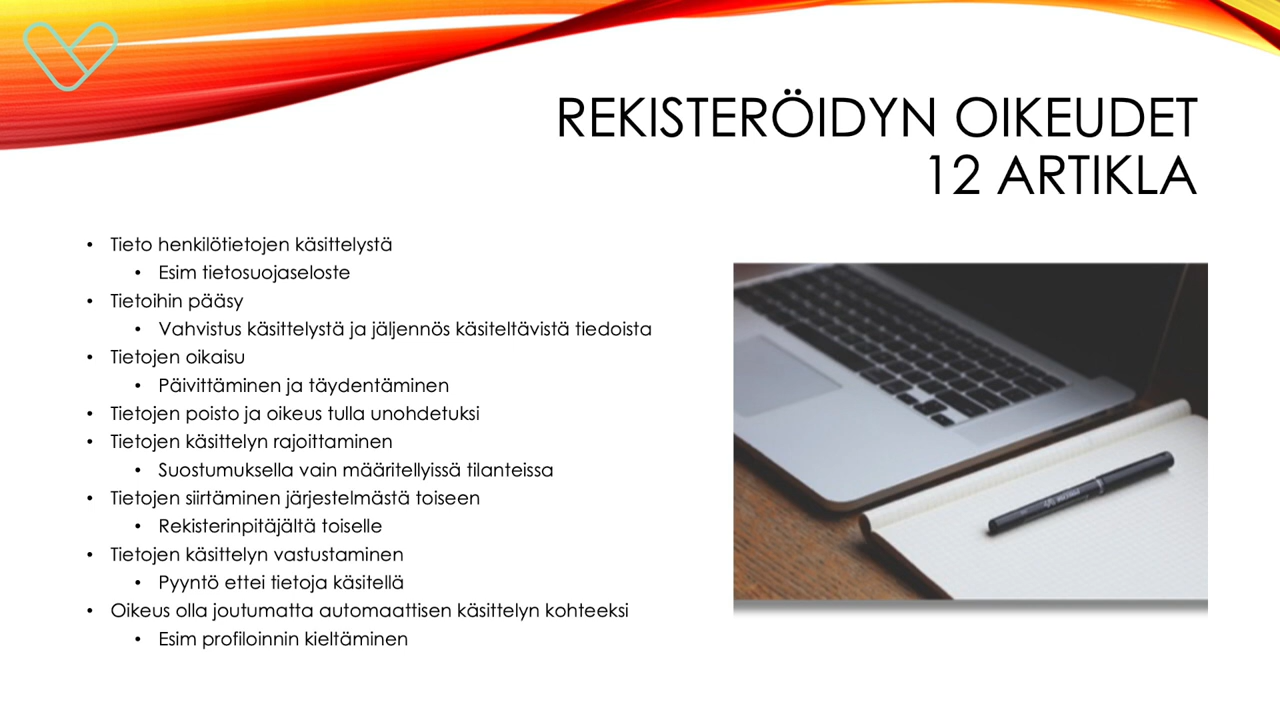 REKISTERÖIDYN OIKEUDET
12 ARTIKLA
• Tieto henkilötietojen käsittelystä
• Esim tietosuojaseloste
• Tietoihin pääsy
• Vahvistus käsittelystä ja jäljennös käsiteltävistä tiedoista
• Tietojen oikaisu
• Päivittäminen ja täydentäminen
• Tietojen poisto ja oikeus tulla unohdetuksi
• Tietojen käsittelyn rajoittaminen
• Suostumuksella vain määritellyissä tilanteissa
• Tietojen siirtäminen järjestelmästä toiseen
• Rekisterinpitäjältä toiselle
• Tietojen käsittelyn vastustaminen
• Pyyntö ettei tietoja käsitellä
• Oikeus olla joutumatta automaattisen käsittelyn kohteeksi
• Esim profiloinnin kieltäminen